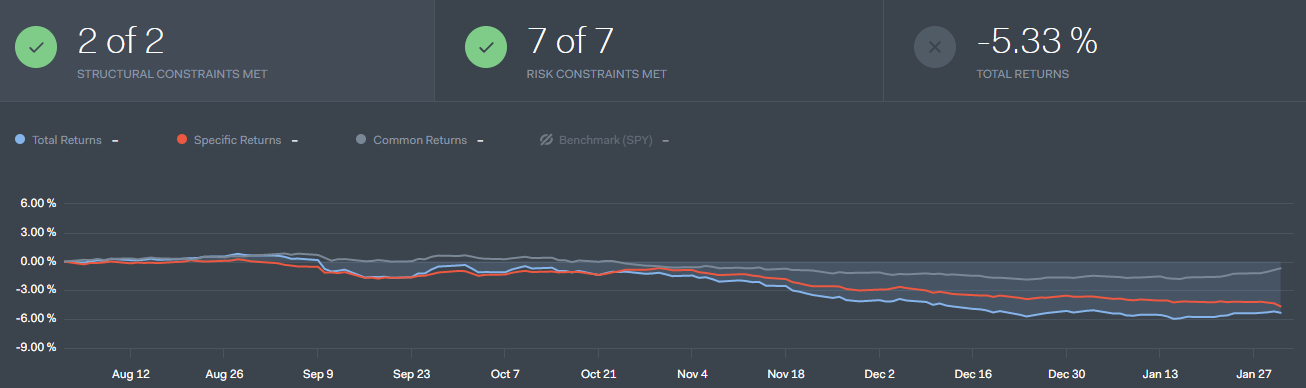 2 of 2
STRUCTURAL CONSTRAINTS MET
7 of 7
RISK CONSTRAINTS MET
-5.33 %
TOTAL RETURNS
Total Returns – Specific Returns – Common Returns – Benchmark (SPY) –
6.00 %
3.00 %
0.00 %
-3.00 %
-6.00 %
-9.00 %
Aug 12 Aug 26 Sep 9 Sep 23 Oct 7 Oct 21 Nov 4 Nov 18 Dec 2 Dec 16 Dec 30 Jan 13 Jan 27